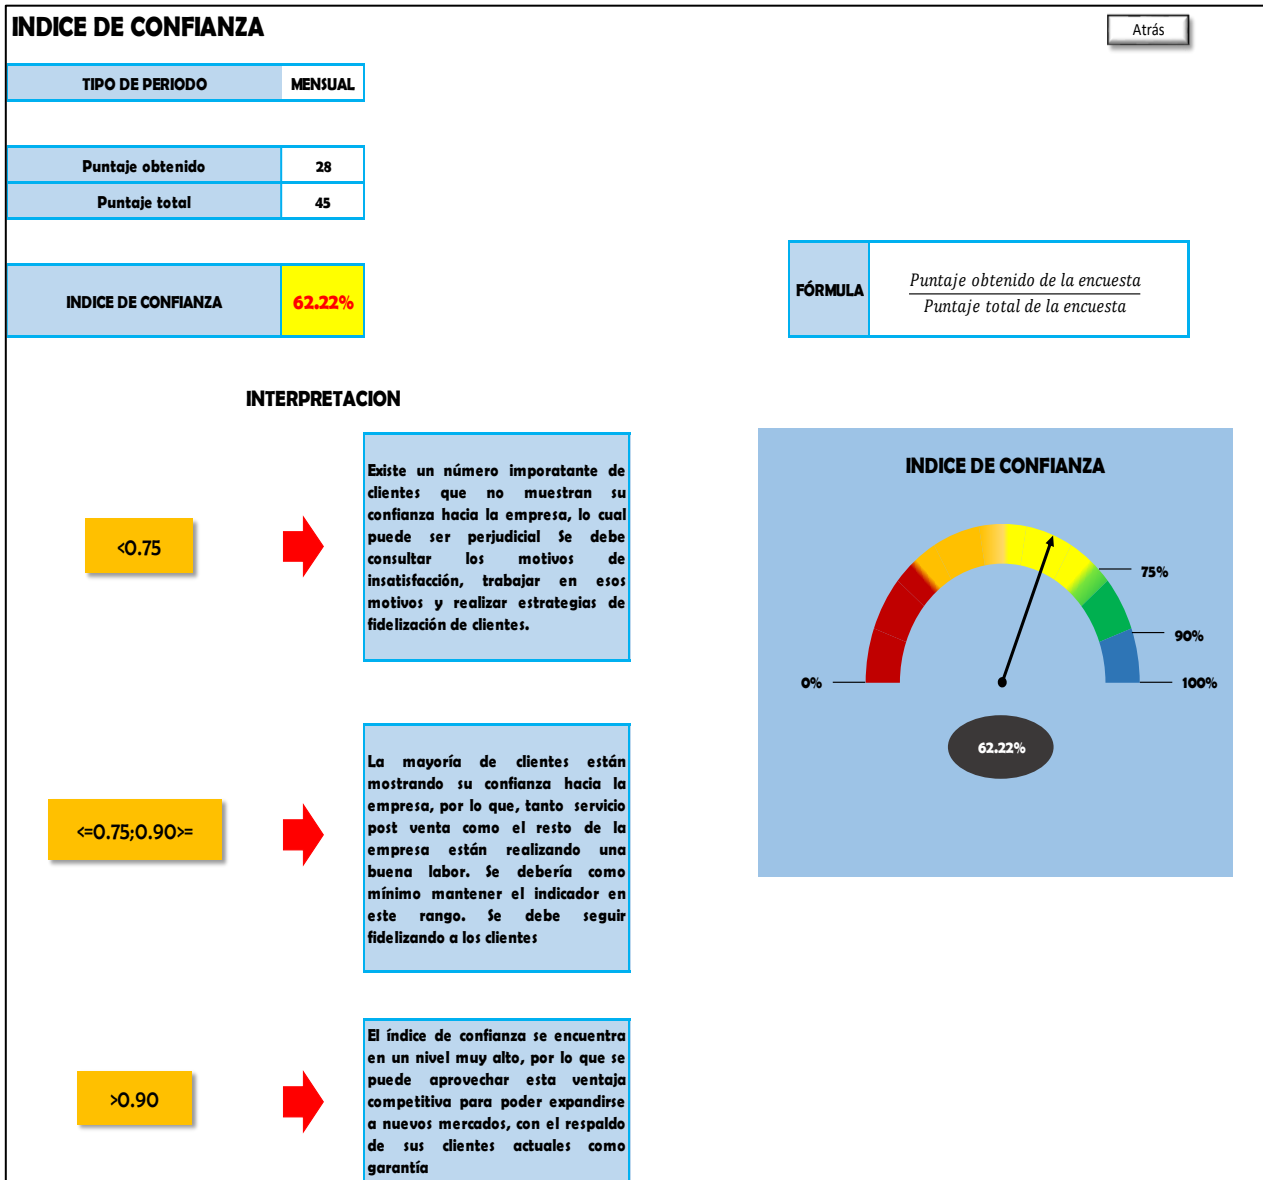 INDICE DE CONFIANZA
Atrás
TIPO DE PERIODO MENSUAL
Puntaje obtenido 28
Puntaje total 45
INDICE DE CONFIANZA 62.22%
FÓRMULA
Puntaje obtenido de la encuesta
Puntaje total de la encuesta
INTERPRETACION
<0.75
Existe un número imporatante de
clientes que no muestran su
confianza hacia la empresa, lo cual
puede ser perjudicial Se debe
consultar los motivos de
insatisfacción, trabajar en esos
motivos y realizar estrategias de
fidelización de clientes.
<=0.75;0.90>=
La mayoría de clientes están
mostrando su confianza hacia la
empresa, por lo que, tanto servicio
post venta como el resto de la
empresa están realizando una
buena labor. Se debería como
mínimo mantener el indicador en
este rango. Se debe seguir
fidelizando a los clientes
>0.90
El índice de confianza se encuentra
en un nivel muy alto, por lo que se
puede aprovechar esta ventaja
competitiva para poder expandirse
a nuevos mercados, con el respaldo
de sus clientes actuales como
garantía
INDICE DE CONFIANZA
75%
90%
0%
100%
62.22%